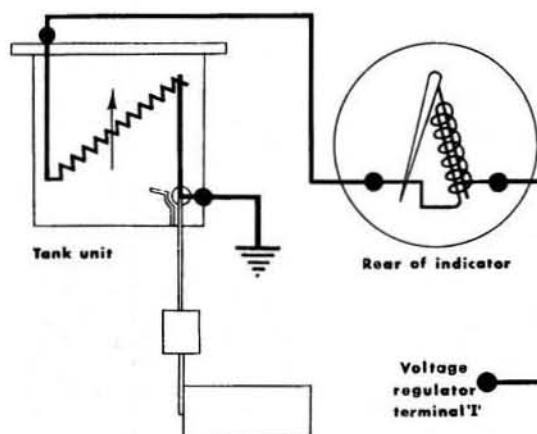 Tank unit
Rear of indicator
Voltage
regulator
terminal 'I'